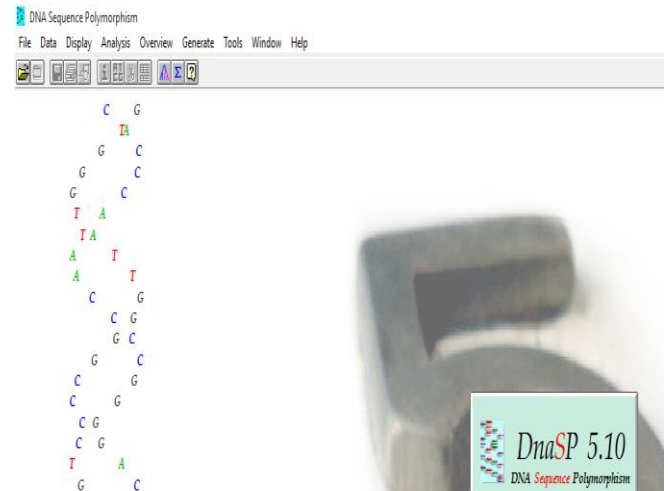 DNA Sequence Polymorphism
File Data Display Analysis Overview Generate Tools Window Help
C G
TA
G C
G C
G C
T A
T A
A T
A T
C G
C G
G C
G C
C G
C G
C G
C G
T A
G C
5
DnaSP 5.10
DNA Sequence Polymorphism